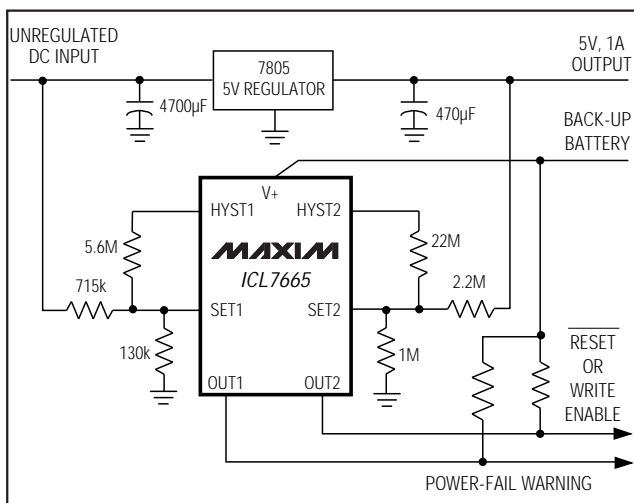 UNREGULATED
DC INPUT
7805
5V REGULATOR
5V, 1A
OUTPUT
4700µF
470µF
BACK-UP
BATTERY
V+
HYST1
HYST2
5.6M
MAXIM
22M
ICL7665
715k
2.2M
SET1
SET2
130k
1M
RESET
OR
WRITE
ENABLE
OUT1
OUT2
POWER-FAIL WARNING